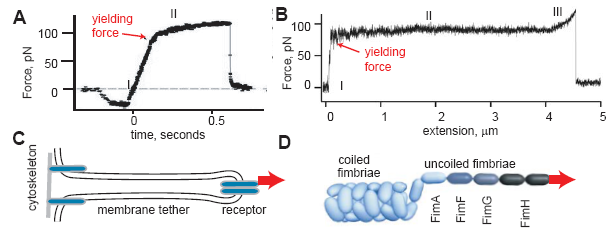 A
yielding
force
II
I
Force, pN
100
50
0
0
0.5
time, seconds
B
II
III
yielding
force
I
Force, pN
100
50
0
0
1
2
3
4
5
extension, μm
C
cytoskeleton
membrane tether
receptor
D
coiled
fimbriae
uncoiled fimbriae
FimA
FimF
FimG
FimH